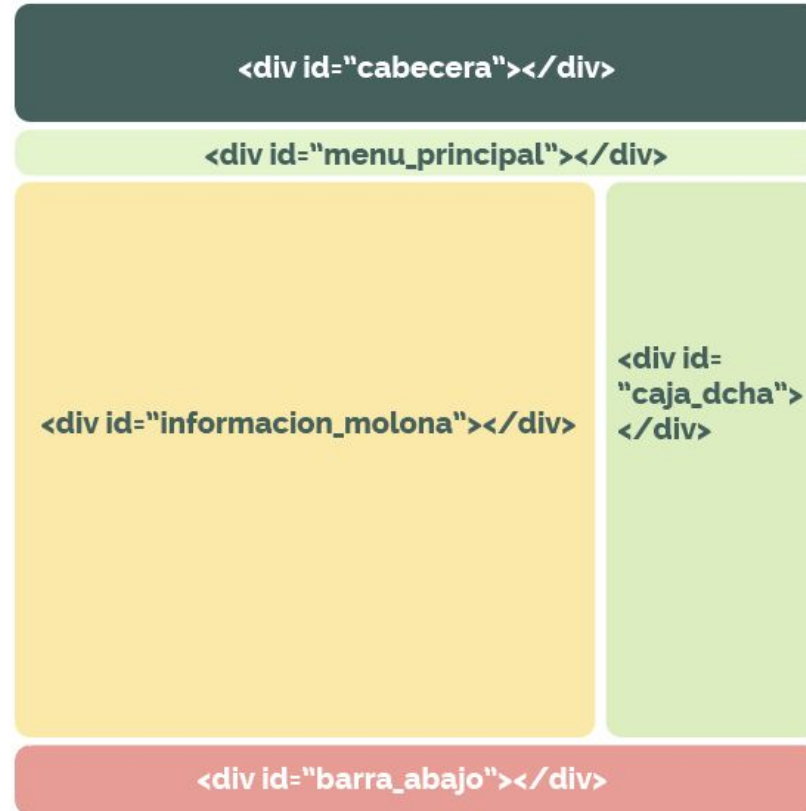 <div id=”cabecera”></div>
<div id=”menu_principal”></div>
<div id=”informacion_molona”></div>
<div id=
”caja_dcha”>
</div>
<div id=”barra_abajo”></div>